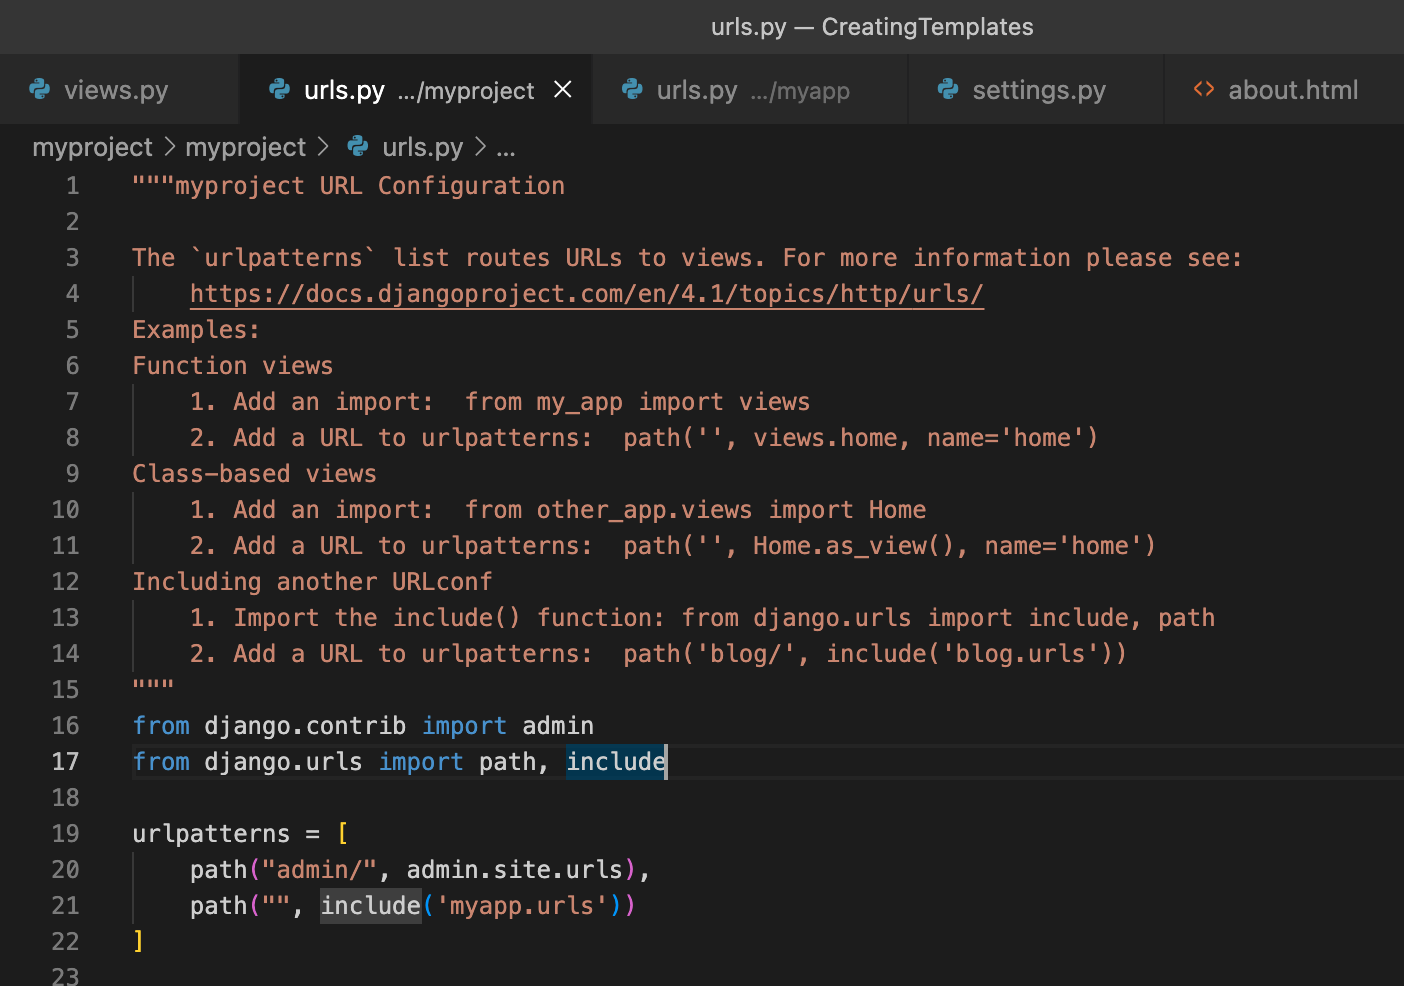 urls.py — CreatingTemplates
views.py
urls.py .../myproject
urls.py .../myapp
settings.py
about.html
myproject > myproject > urls.py > ...
1 """myproject URL Configuration
2
3 The `urlpatterns` list routes URLs to views. For more information please see:
4     https://docs.djangoproject.com/en/4.1/topics/http/urls/
5 Examples:
6 Function views
7     1. Add an import:  from my_app import views
8     2. Add a URL to urlpatterns:  path('', views.home, name='home')
9 Class-based views
10     1. Add an import:  from other_app.views import Home
11     2. Add a URL to urlpatterns:  path('', Home.as_view(), name='home')
12 Including another URLconf
13     1. Import the include() function: from django.urls import include, path
14     2. Add a URL to urlpatterns:  path('blog/', include('blog.urls'))
15 """
16 from django.contrib import admin
17 from django.urls import path, include
18
19 urlpatterns = [
20     path("admin/", admin.site.urls),
21     path("", include('myapp.urls'))
22 ]
23